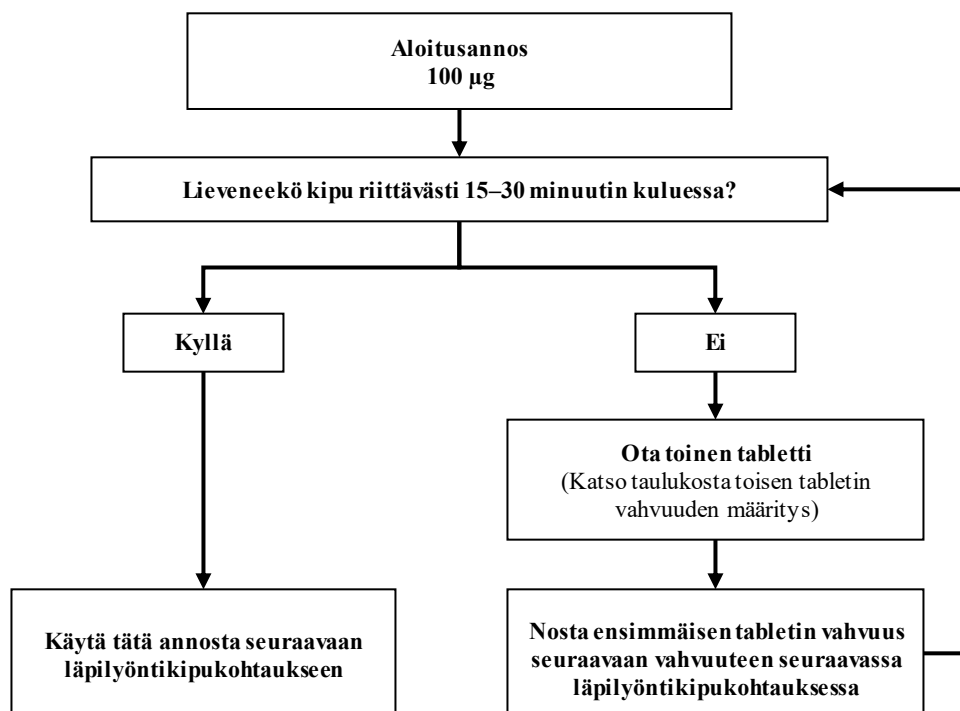 Aloitusannos
100 µg
Lieveneekö kipu riittävästi 15–30 minuutin kuluessa?
Kyllä
Ei
Ota toinen tabletti
(Katso taulukosta toisen tabletin
vahvuuden määritys)
Käytä tätä annosta seuraavaan
läpilyöntikipukohtaukseen
Nosta ensimmäisen tabletin vahvuus
seuraavaan vahvuuteen seuraavassa
läpilyöntikipukohtauksessa